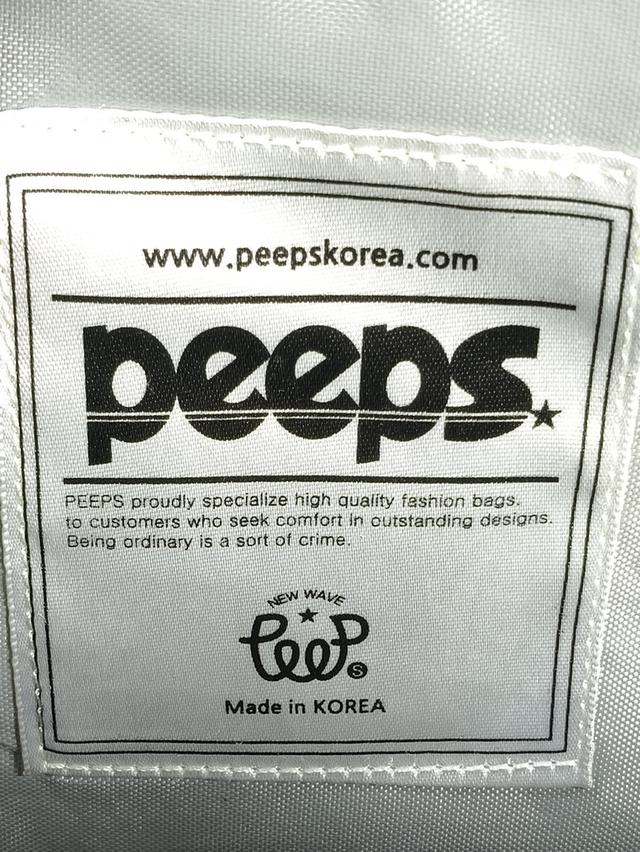 www.peepskorea.com
peeps.
PEEPS proudly specialize high quality fashion bags.
to customers who seek comfort in outstanding designs.
Being ordinary is a sort of crime.
NEW WAVE
PeeP
S
Made in KOREA